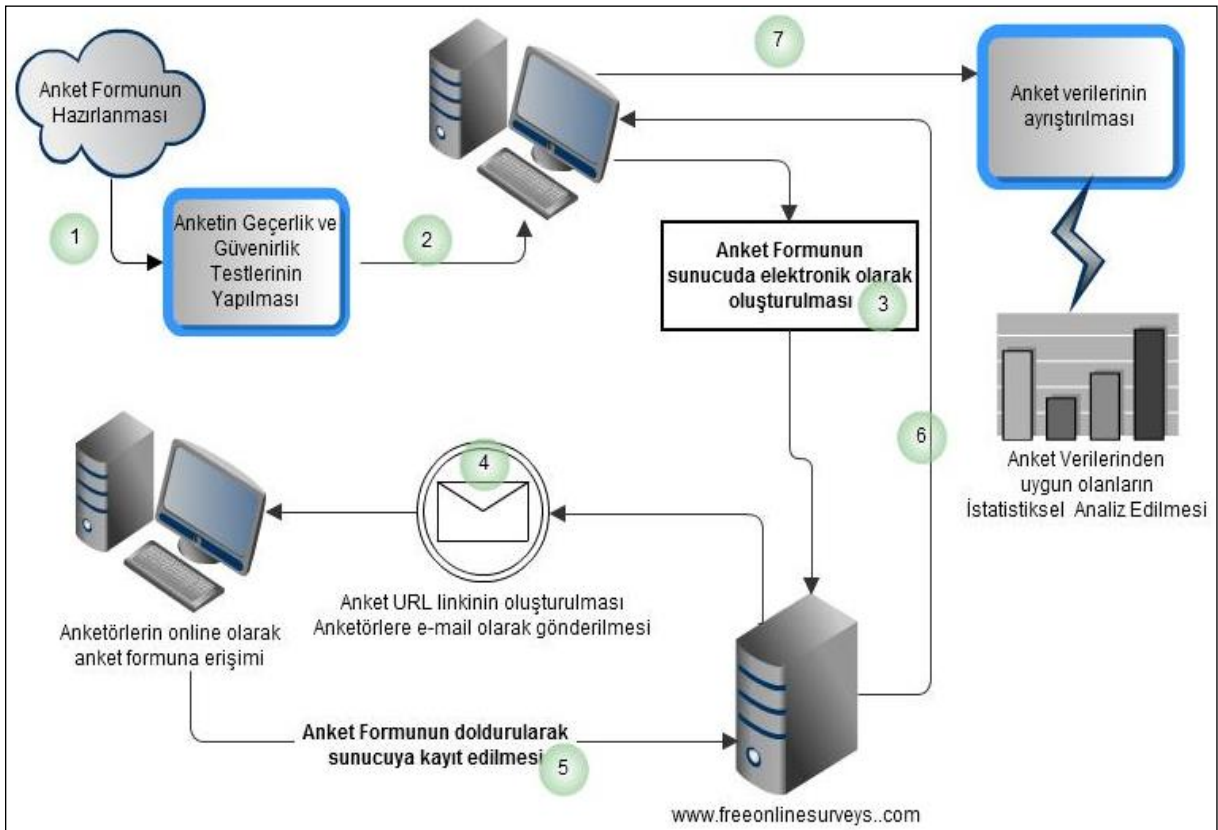 Anket Formunun
Hazırlanması
1
Anketin Geçerlik ve
Güvenirlik
Testlerinin
Yapılması
2
7
Anket verilerinin
ayrıştırılması
Anket Formunun
sunucuda elektronik olarak
oluşturulması
3
6
Anket Verilerinden
uygun olanların
İstatistiksel Analiz Edilmesi
4
Anket URL linkinin oluşturulması
Anketörlere e-mail olarak gönderilmesi
Anketörlerin online olarak
anket formuna erişimi
Anket Formunun doldurularak
sunucuya kayıt edilmesi
5
www.freeonlinesurveys..com